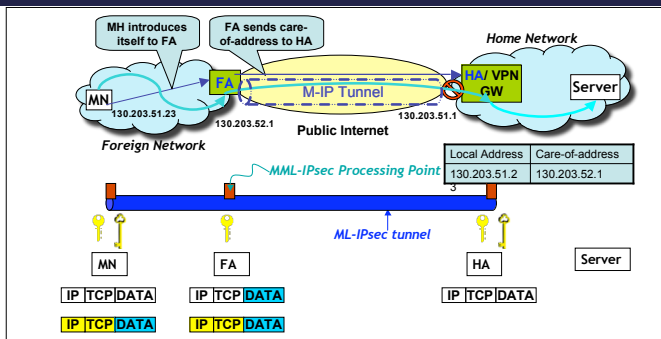 MH introduces
itself to FA
FA sends care-
of-address to HA
Home Network
MN
130.203.51.23
FA
130.203.52.1
M-IP Tunnel
130.203.51.1
HA/ VPN
GW
Server
Foreign Network
Public Internet
Local Address Care-of-address
130.203.51.2 130.203.52.1
3
MML-IPsec Processing Point
ML-IPsec tunnel
MN
FA
HA
Server
IP TCP DATA
IP TCP DATA
IP TCP DATA
IP TCP DATA
IP TCP DATA